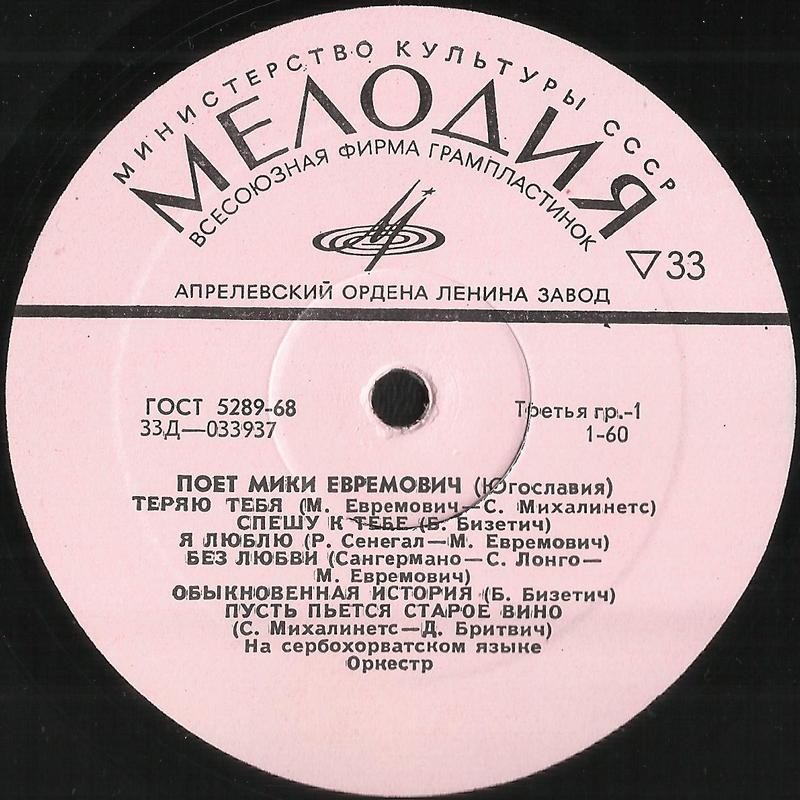 МИНИСТЕРСТВО КУЛЬТУРЫ СССР
МЕЛОДИЯ
ВСЕСОЮЗНАЯ ФИРМА ГРАМПЛАСТИНОК
33
АПРЕЛЕВСКИЙ ОРДЕНА ЛЕНИНА ЗАВОД
ГОСТ 5289-68
33Д—033937
Третья гр.-1
1-60
ПОЕТ МИКИ ЕВРЕМОВИЧ (Югославия)
ТЕРЯЮ ТЕБЯ (М. Евремович—С. Михалинетс)
СПЕШУ К ТЕБЕ (Б. Бизетич)
Я ЛЮБЛЮ (Р. Сенегал—М. Евремович)
БЕЗ ЛЮБВИ (Сангермано—С. Лонго—
М. Евремович)
ОБЫКНОВЕННАЯ ИСТОРИЯ (Б. Бизетич)
ПУСТЬ ПЬЕТСЯ СТАРОЕ ВИНО
(С. Михалинетс—Д. Бритвич)
На сербохорватском языке
Оркестр